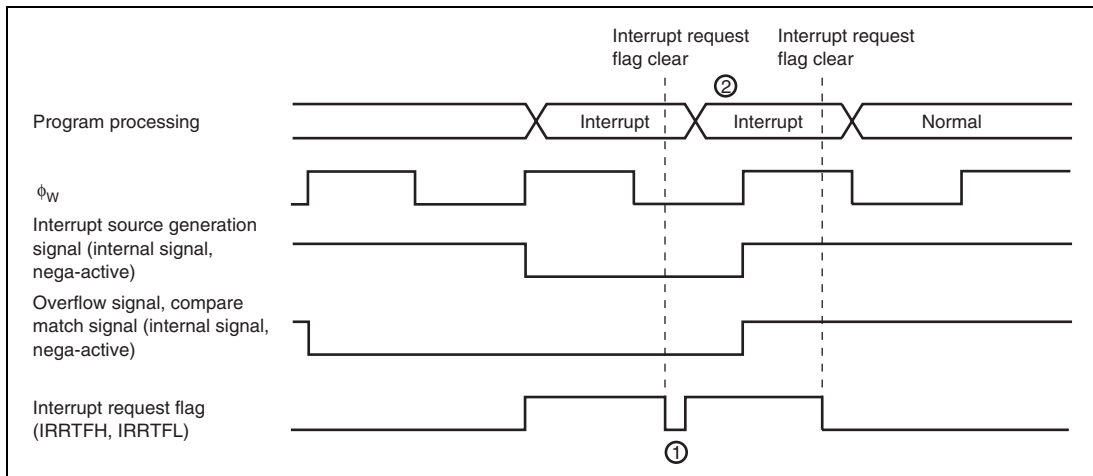 Interrupt request
flag clear
Interrupt request
flag clear
②
Program processing
Interrupt
Interrupt
Normal
ϕW
Interrupt source generation
signal (internal signal,
nega-active)
Overflow signal, compare
match signal (internal signal,
nega-active)
Interrupt request flag
(IRRTFH, IRRTFL)
①